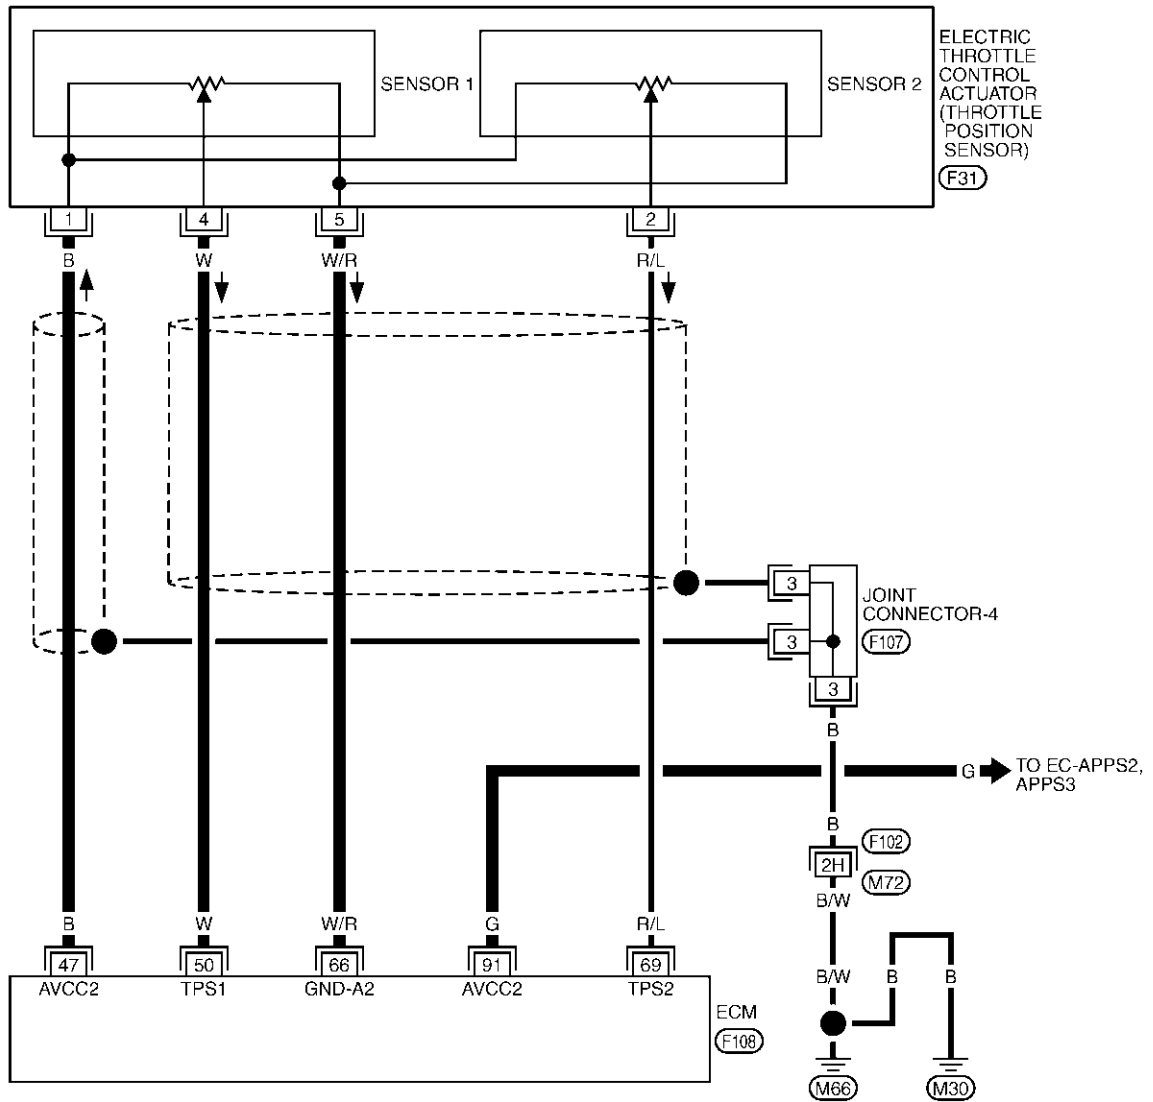 SENSOR 1
SENSOR 2
ELECTRIC
THROTTLE
CONTROL
ACTUATOR
(THROTTLE
POSITION
SENSOR)
F31
1
4
5
2
B
W
W/R
R/L
3
JOINT
CONNECTOR-4
3
F107
3
B
G
TO EC-APPS2,
APPS3
B
F102
2H
M72
B/W
B
W
W/R
G
R/L
47
50
66
91
69
AVCC2
TPS1
GND-A2
AVCC2
TPS2
B/W
B
B
ECM
F108
M66
M30